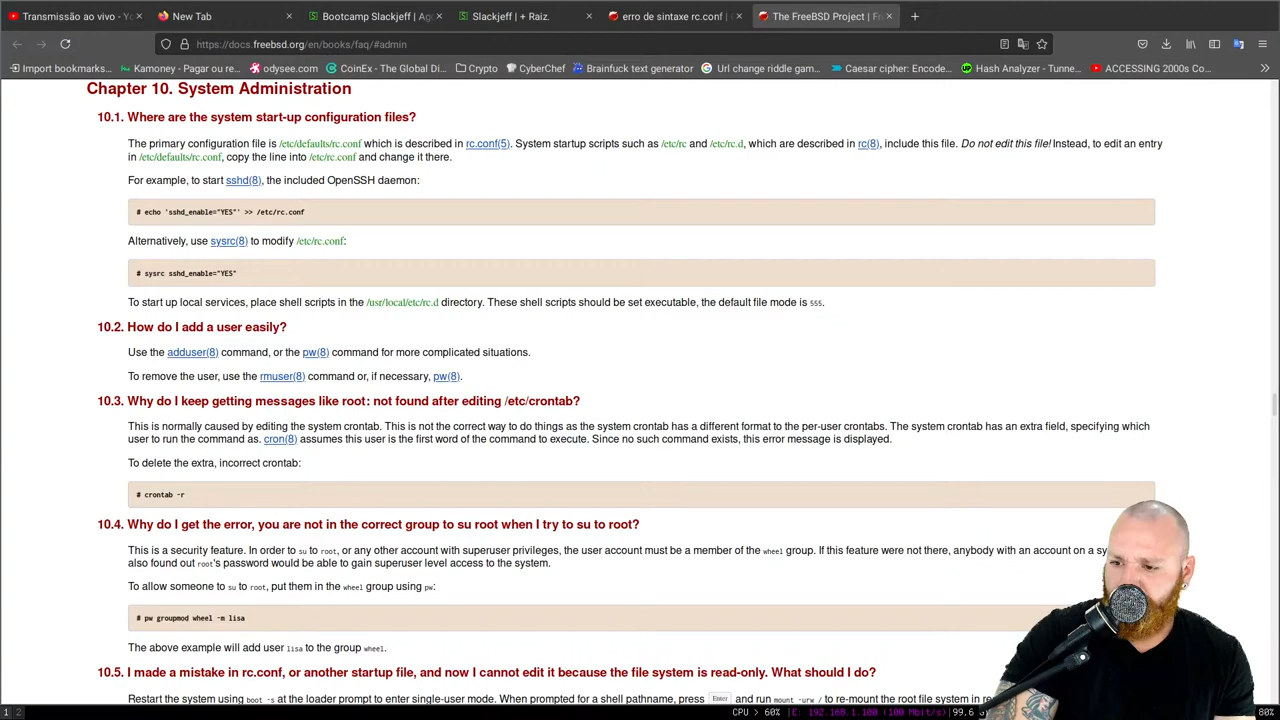 Transmissão ao vivo - Yo
New Tab
Bootcamp Slackjeff | Ag
Slackjeff | + Raiz.
erro de sintaxe rc.conf |
The FreeBSD Project | Fr
https://docs.freebsd.org/en/books/faq/#admin
Import bookmarks...
Kamoney - Pagar ou re...
odysee.com
CoinEx - The Global Di...
Crypto
CyberChef
Brainfuck text generator
Url change riddle gam...
Caesar cipher: Encode...
Hash Analyzer - Tunne...
ACCESSING 2000s Co...
Chapter 10. System Administration
10.1. Where are the system start-up configuration files?
The primary configuration file is /etc/defaults/rc.conf which is described in rc.conf(5). System startup scripts such as /etc/rc and /etc/rc.d, which are described in rc(8), include this file. Do not edit this file! Instead, to edit an entry
in /etc/defaults/rc.conf, copy the line into /etc/rc.conf and change it there.
For example, to start sshd(8), the included OpenSSH daemon:
# echo 'sshd_enable="YES"' >> /etc/rc.conf
Alternatively, use sysrc(8) to modify /etc/rc.conf:
# sysrc sshd_enable="YES"
To start up local services, place shell scripts in the /usr/local/etc/rc.d directory. These shell scripts should be set executable, the default file mode is 555.
10.2. How do I add a user easily?
Use the adduser(8) command, or the pw(8) command for more complicated situations.
To remove the user, use the rmuser(8) command or, if necessary, pw(8).
10.3. Why do I keep getting messages like root: not found after editing /etc/crontab?
This is normally caused by editing the system crontab. This is not the correct way to do things as the system crontab has a different format to the per-user crontabs. The system crontab has an extra field, specifying which
user to run the command as. cron(8) assumes this user is the first word of the command to execute. Since no such command exists, this error message is displayed.
To delete the extra, incorrect crontab:
# crontab -r
10.4. Why do I get the error, you are not in the correct group to su root when I try to su to root?
This is a security feature. In order to su to root, or any other account with superuser privileges, the user account must be a member of the wheel group. If this feature were not there, anybody with an account on a sy
also found out root's password would be able to gain superuser level access to the system.
To allow someone to su to root, put them in the wheel group using pw:
# pw groupmod wheel -m lisa
The above example will add user lisa to the group wheel.
10.5. I made a mistake in rc.conf, or another startup file, and now I cannot edit it because the file system is read-only. What should I do?
Restart the system using boot -s at the loader prompt to enter single-user mode. When prompted for a shell pathname, press Enter and run mount -urw / to re-mount the root file system in re
1 2
CPU > 60% |E: 192.168.1.100 (100 Mbit/s)|99,6 G
80%